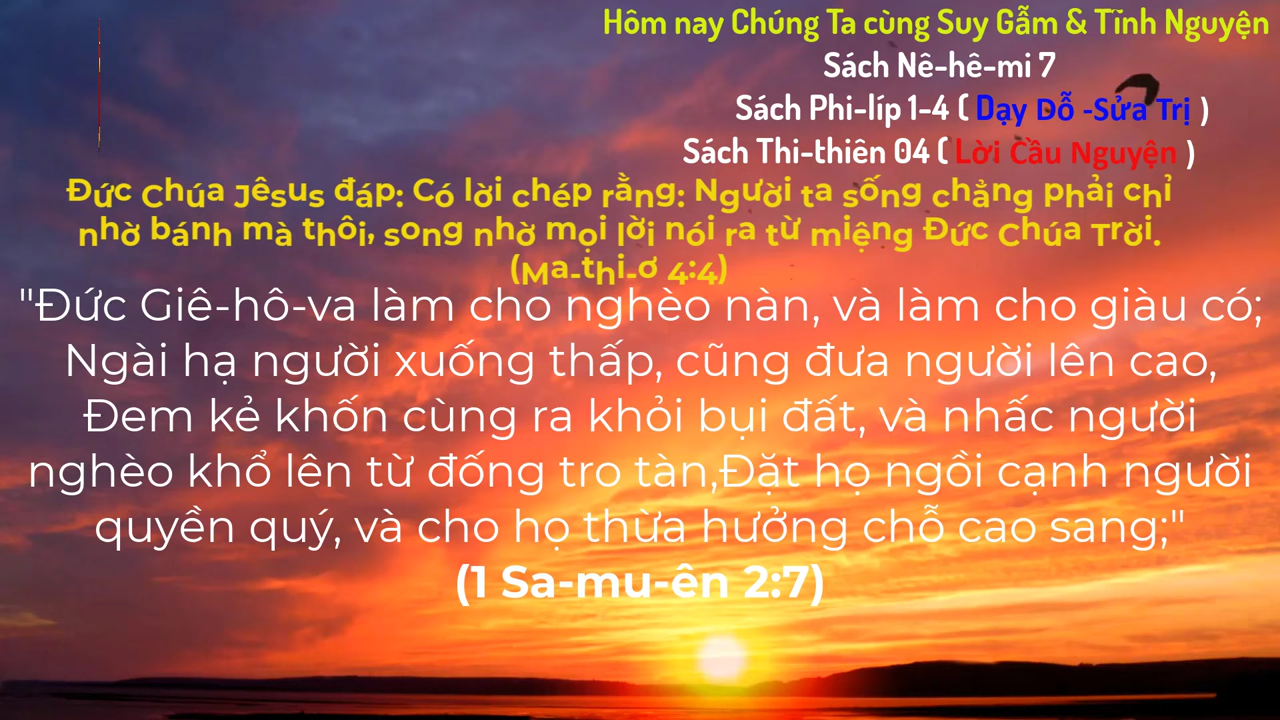 Hôm nay Chúng Ta cùng Suy Gẫm & Tĩnh Nguyện
Sách Nê-hê-mi 7
Sách Phi-líp 1-4 ( Dạy Đỗ -Sửa Trị )
Sách Thi-thiên 04 ( Lời Cầu Nguyện )
Đức Chúa Jêsus đáp: Có lời chép rằng: Người ta sống chẳng phải chỉ
nhờ bánh mà thôi, song nhờ mọi lời nói ra từ miệng Đức Chúa Trời.
(Ma-thi-ơ 4:4)
"Đức Giê-hô-va làm cho nghèo nàn, và làm cho giàu có;
Ngài hạ người xuống thấp, cũng đưa người lên cao,
Đem kẻ khốn cùng ra khỏi bụi đất, và nhấc người
nghèo khổ lên từ đống tro tàn,Đặt họ ngồi cạnh người
quyền quý, và cho họ thừa hưởng chỗ cao sang;"
(1 Sa-mu-ên 2:7)